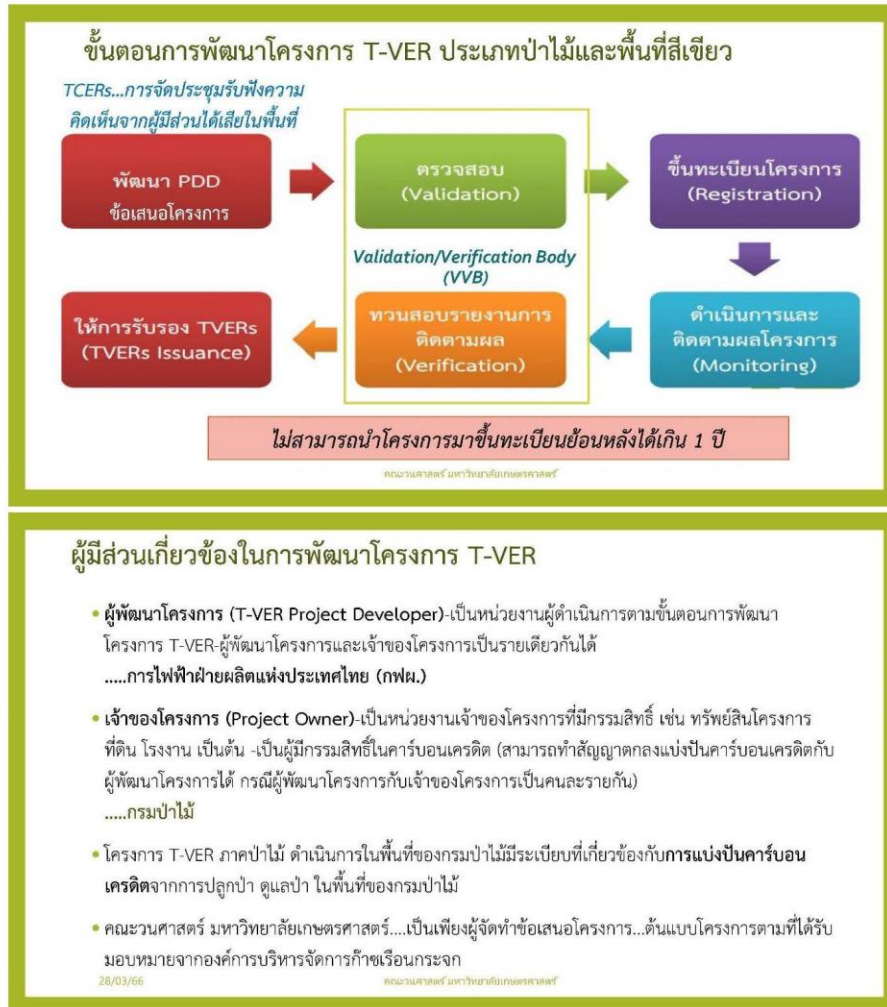 ขั้นตอนการพัฒนาโครงการ T-VER ประเภทป่าไม้และพื้นที่สีเขียว
TCERs...การจัดประชุมรับฟังความ
คิดเห็นจากผู้มีส่วนได้เสียในพื้นที่
พัฒนา PDD
ข้อเสนอโครงการ
ตรวจสอบ
(Validation)
ขึ้นทะเบียนโครงการ
(Registration)
Validation/Verification Body
(VVB)
ให้การรับรอง TVERs
(TVERs Issuance)
ทวนสอบรายงานการ
ติดตามผล
(Verification)
ดำเนินการและ
ติดตามผลโครงการ
(Monitoring)
ไม่สามารถนำโครงการมาขึ้นทะเบียนย้อนหลังได้เกิน 1 ปี
คณะวนศาสตร์ มหาวิทยาลัยเกษตรศาสตร์
ผู้มีส่วนเกี่ยวข้องในการพัฒนาโครงการ T-VER
• ผู้พัฒนาโครงการ (T-VER Project Developer)-เป็นหน่วยงานผู้ดำเนินการตามขั้นตอนการพัฒนา
โครงการ T-VER-ผู้พัฒนาโครงการและเจ้าของโครงการเป็นรายเดียวกันได้
.....การไฟฟ้าฝ่ายผลิตแห่งประเทศไทย (กฟผ.)
• เจ้าของโครงการ (Project Owner)-เป็นหน่วยงานเจ้าของโครงการที่มีกรรมสิทธิ์ เช่น ทรัพย์สินโครงการ
ที่ดิน โรงงาน เป็นต้น -เป็นผู้มีกรรมสิทธิ์ในคาร์บอนเครดิต (สามารถทำสัญญาตกลงแบ่งปันคาร์บอนเครดิตกับ
ผู้พัฒนาโครงการได้ กรณีผู้พัฒนาโครงการกับเจ้าของโครงการเป็นคนละรายกัน)
.....กรมป่าไม้
• โครงการ T-VER ภาคป่าไม้ ดำเนินการในพื้นที่ของกรมป่าไม้มีระเบียบที่เกี่ยวข้องกับการแบ่งปันคาร์บอน
เครดิตจากการปลูกป่า ดูแลป่า ในพื้นที่ของกรมป่าไม้
• คณะวนศาสตร์ มหาวิทยาลัยเกษตรศาสตร์....เป็นเพียงผู้จัดทำข้อเสนอโครงการ...ต้นแบบโครงการตามที่ได้รับ
มอบหมายจากองค์การบริหารจัดการก๊าซเรือนกระจก
28/03/66
คณะวนศาสตร์ มหาวิทยาลัยเกษตรศาสตร์